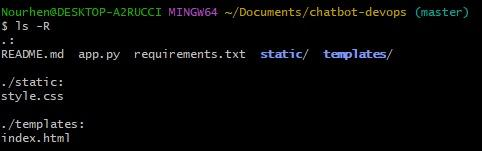 Nourhen@DESKTOP-A2RUCCI MINGW64 ~/Documents/chatbot-devops (master)
$ ls -R
.:
README.md  app.py  requirements.txt  static/  templates/

./static:
style.css

./templates:
index.html